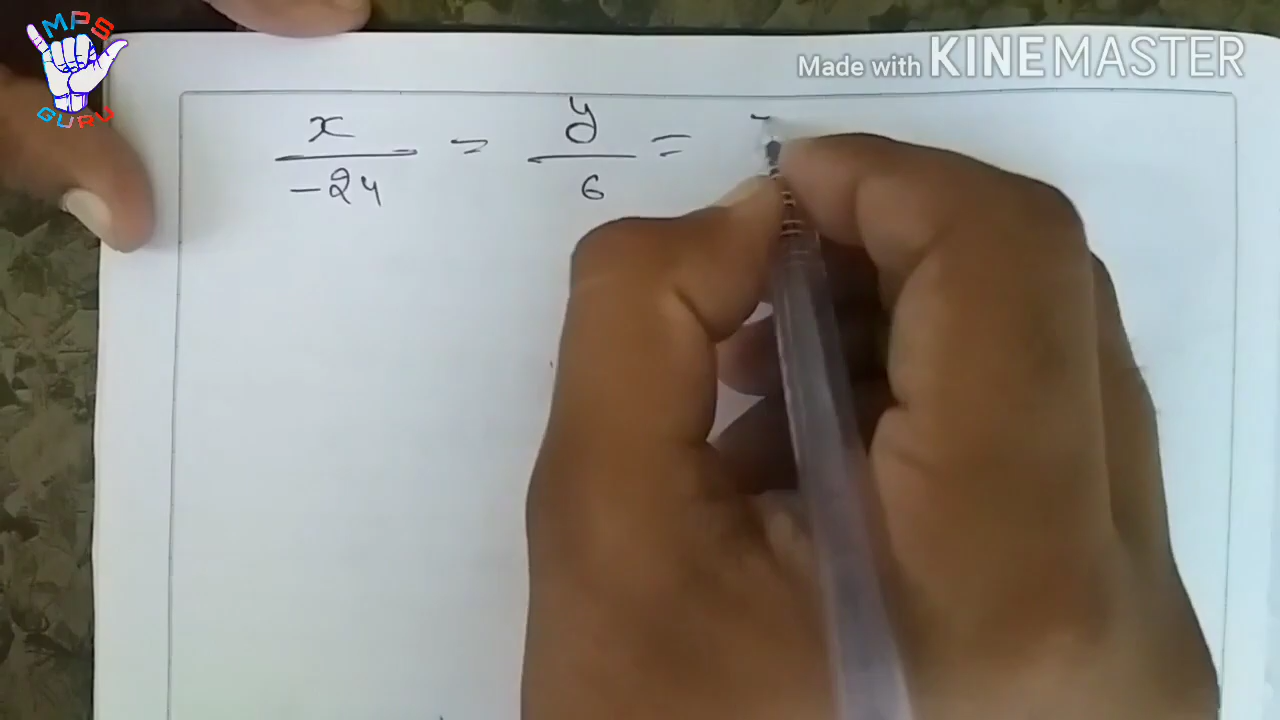 MPS
GURU
Made with KINEMASTER
x/-24 = y/6 =